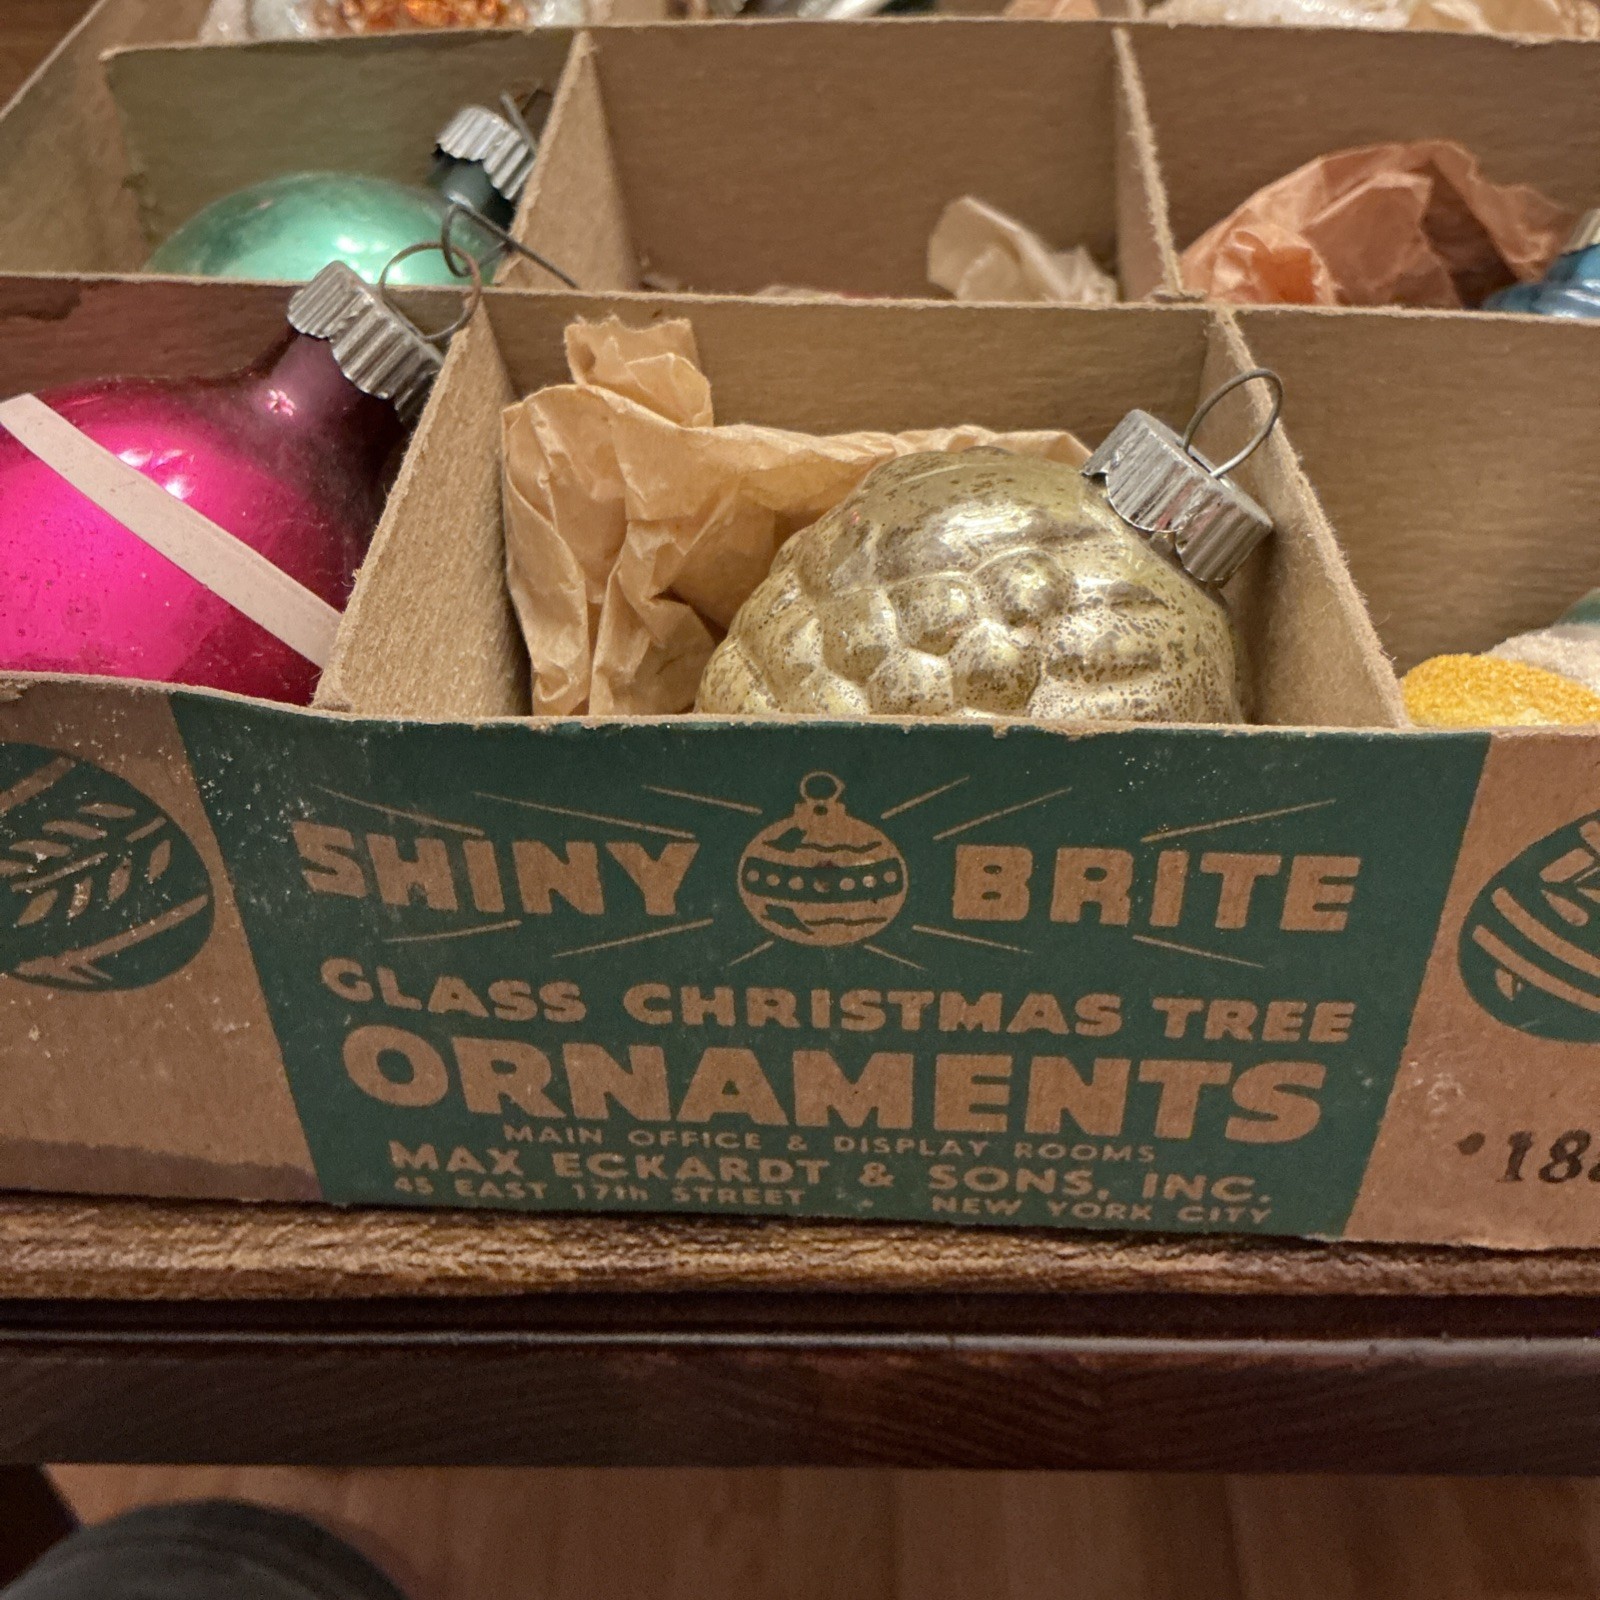 SHINY BRITE
GLASS CHRISTMAS TREE
ORNAMENTS
MAIN OFFICE & DISPLAY ROOMS
MAX ECKARDT & SONS, INC.
45 EAST 17th STREET • NEW YORK CITY